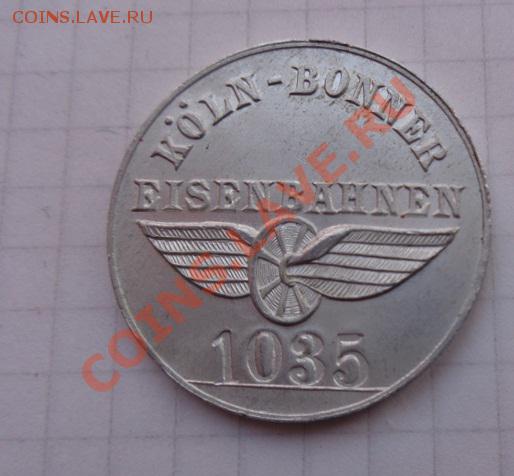 COINS.LAVE.RU
KÖLN - BONNER
EISENBAHNEN
1035
COINS.LAVE.RU